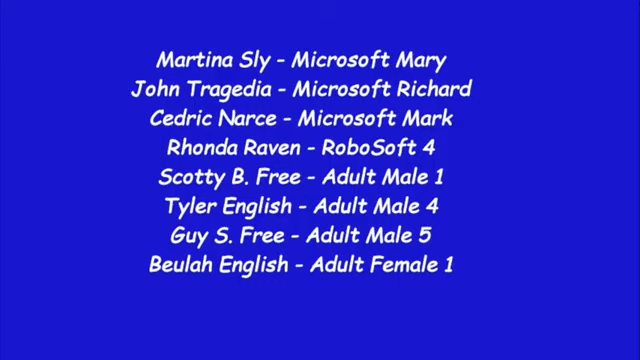 Martina Sly - Microsoft Mary
John Tragedia - Microsoft Richard
Cedric Narce - Microsoft Mark
Rhonda Raven - RoboSoft 4
Scotty B. Free - Adult Male 1
Tyler English - Adult Male 4
Guy S. Free - Adult Male 5
Beulah English - Adult Female 1